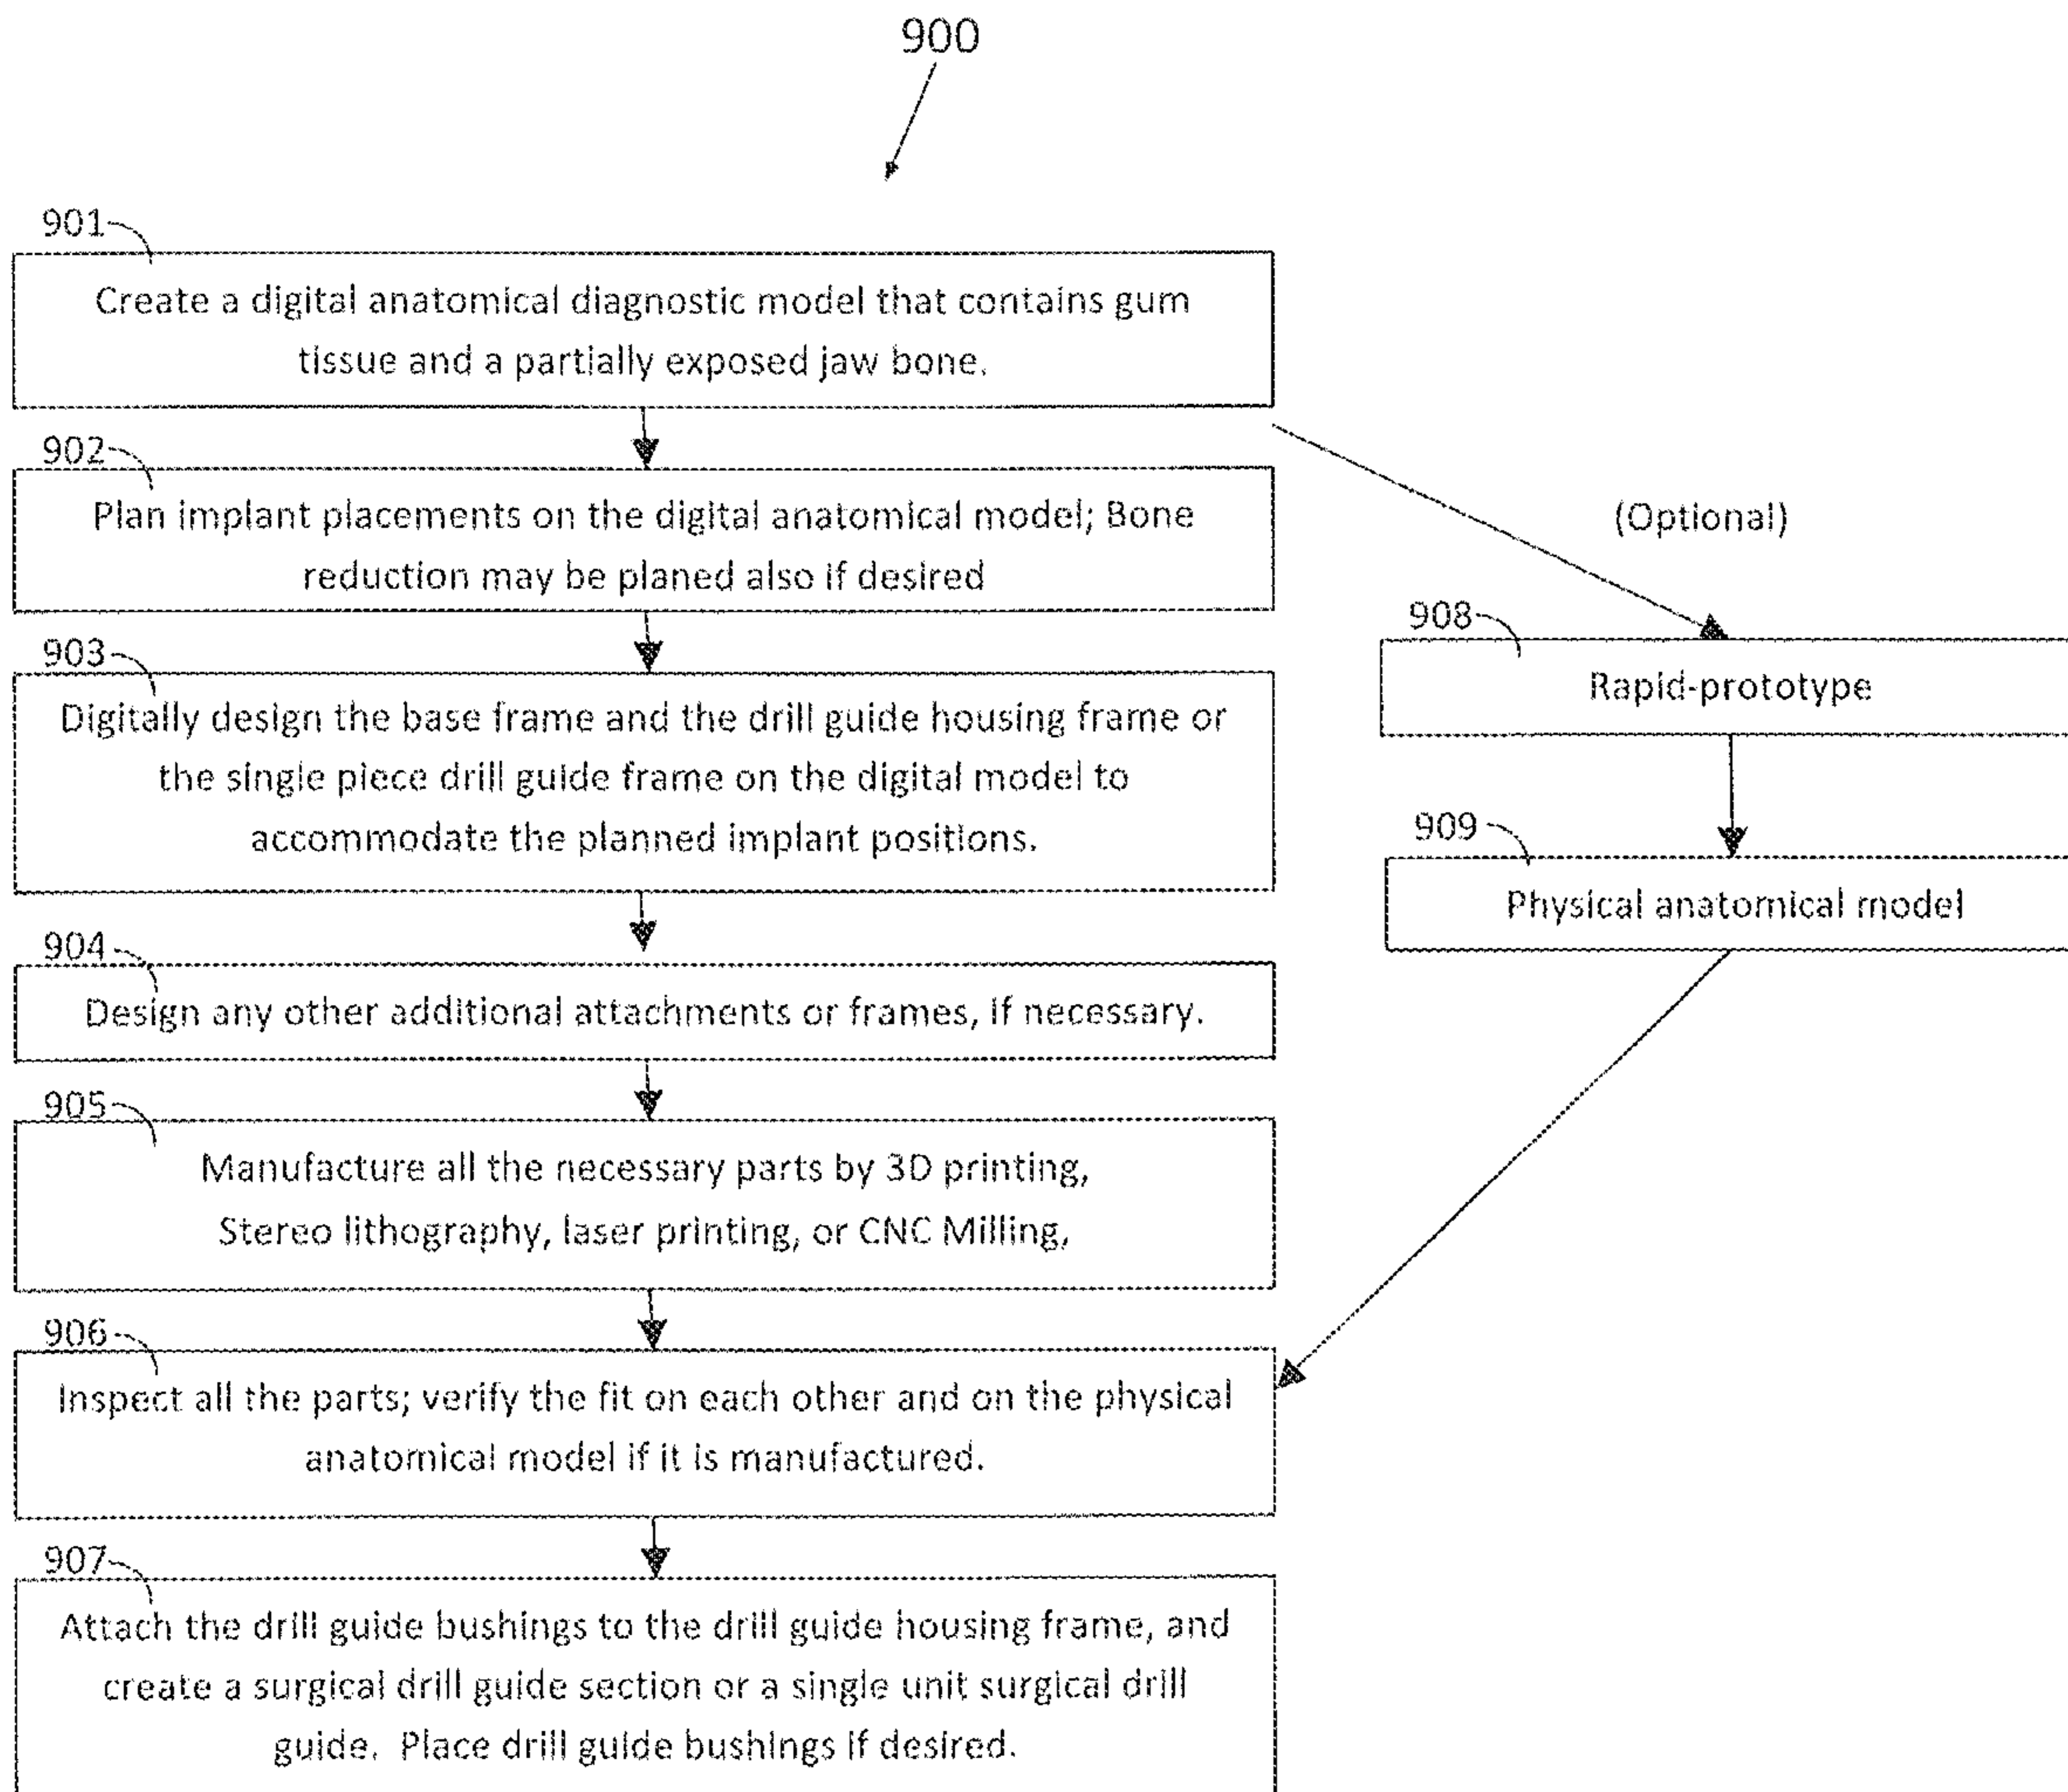 900
901
Create a digital anatomical diagnostic model that contains gum
tissue and a partially exposed jaw bone.
902
Plan implant placements on the digital anatomical model; Bone
reduction may be planed also if desired
(Optional)
903
Digitally design the base frame and the drill guide housing frame or
the single piece drill guide frame on the digital model to
accommodate the planned implant positions.
908
Rapid-prototype
909
Physical anatomical model
904
Design any other additional attachments or frames, if necessary.
905
Manufacture all the necessary parts by 3D printing,
Stereo lithography, laser printing, or CNC Milling,
906
Inspect all the parts; verify the fit on each other and on the physical
anatomical model if it is manufactured.
907
Attach the drill guide bushings to the drill guide housing frame, and
create a surgical drill guide section or a single unit surgical drill
guide. Place drill guide bushings if desired.